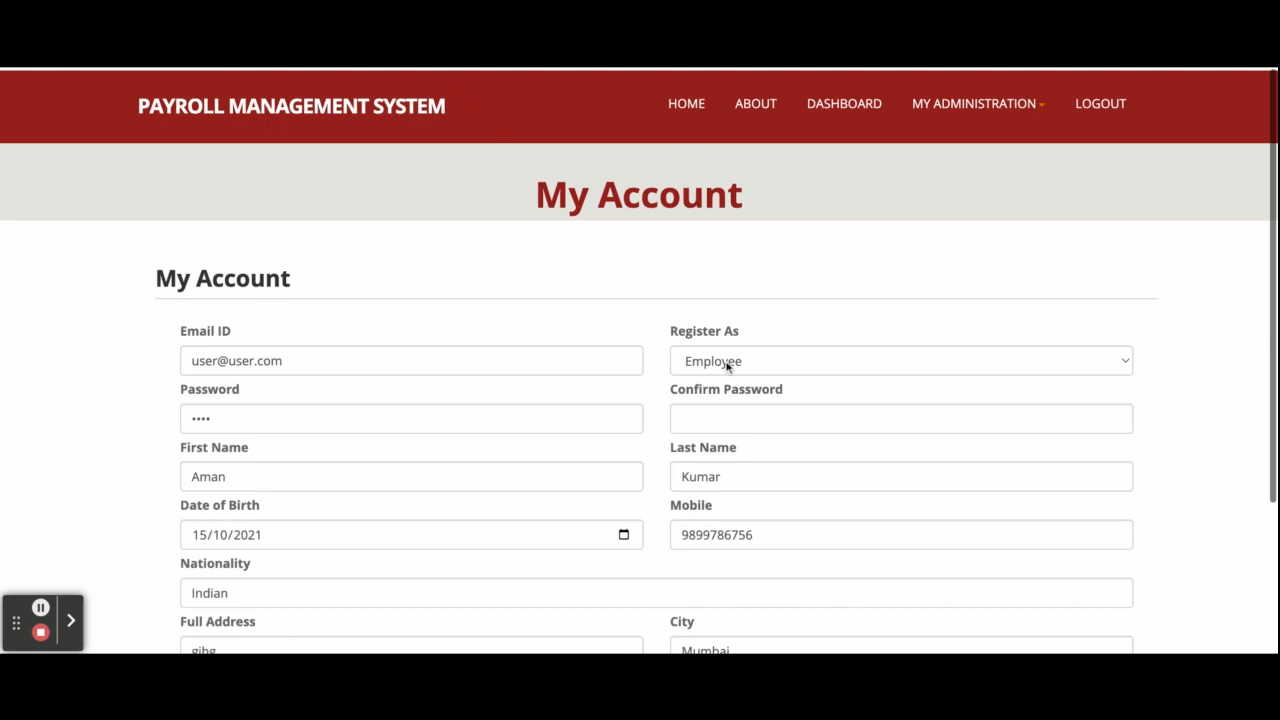 PAYROLL MANAGEMENT SYSTEM
HOME ABOUT DASHBOARD MY ADMINISTRATION LOGOUT
My Account
My Account
Email ID Register As
user@user.com Employee
Password Confirm Password
••••
First Name Last Name
Aman Kumar
Date of Birth Mobile
15/10/2021 9899786756
Nationality
Indian
Full Address City
gihg Mumbai